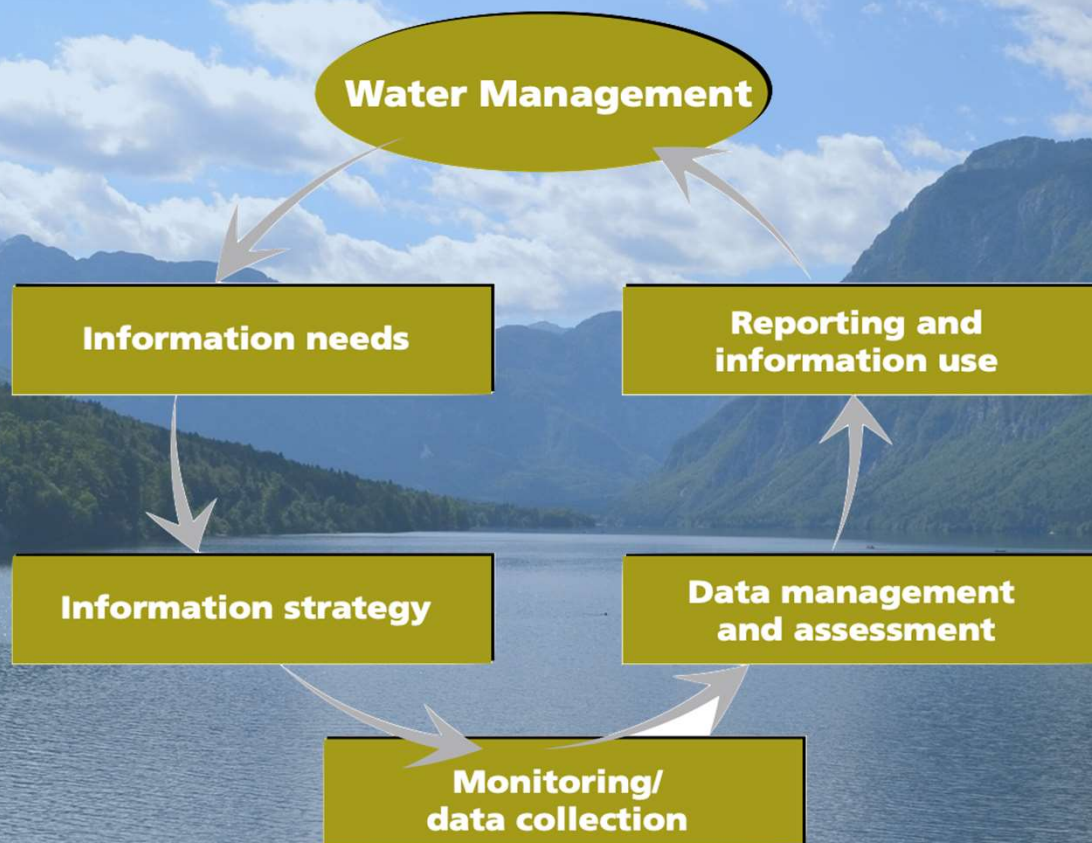 Water Management
Information needs
Reporting and
information use
Information strategy
Data management
and assessment
Monitoring/
data collection